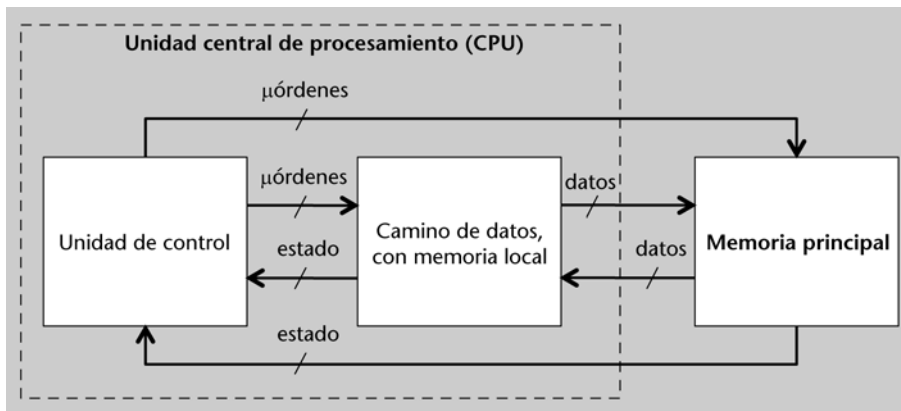 Unidad central de procesamiento (CPU)
μórdenes
μórdenes
datos
Unidad de control
Camino de datos,
con memoria local
Memoria principal
estado
datos
estado